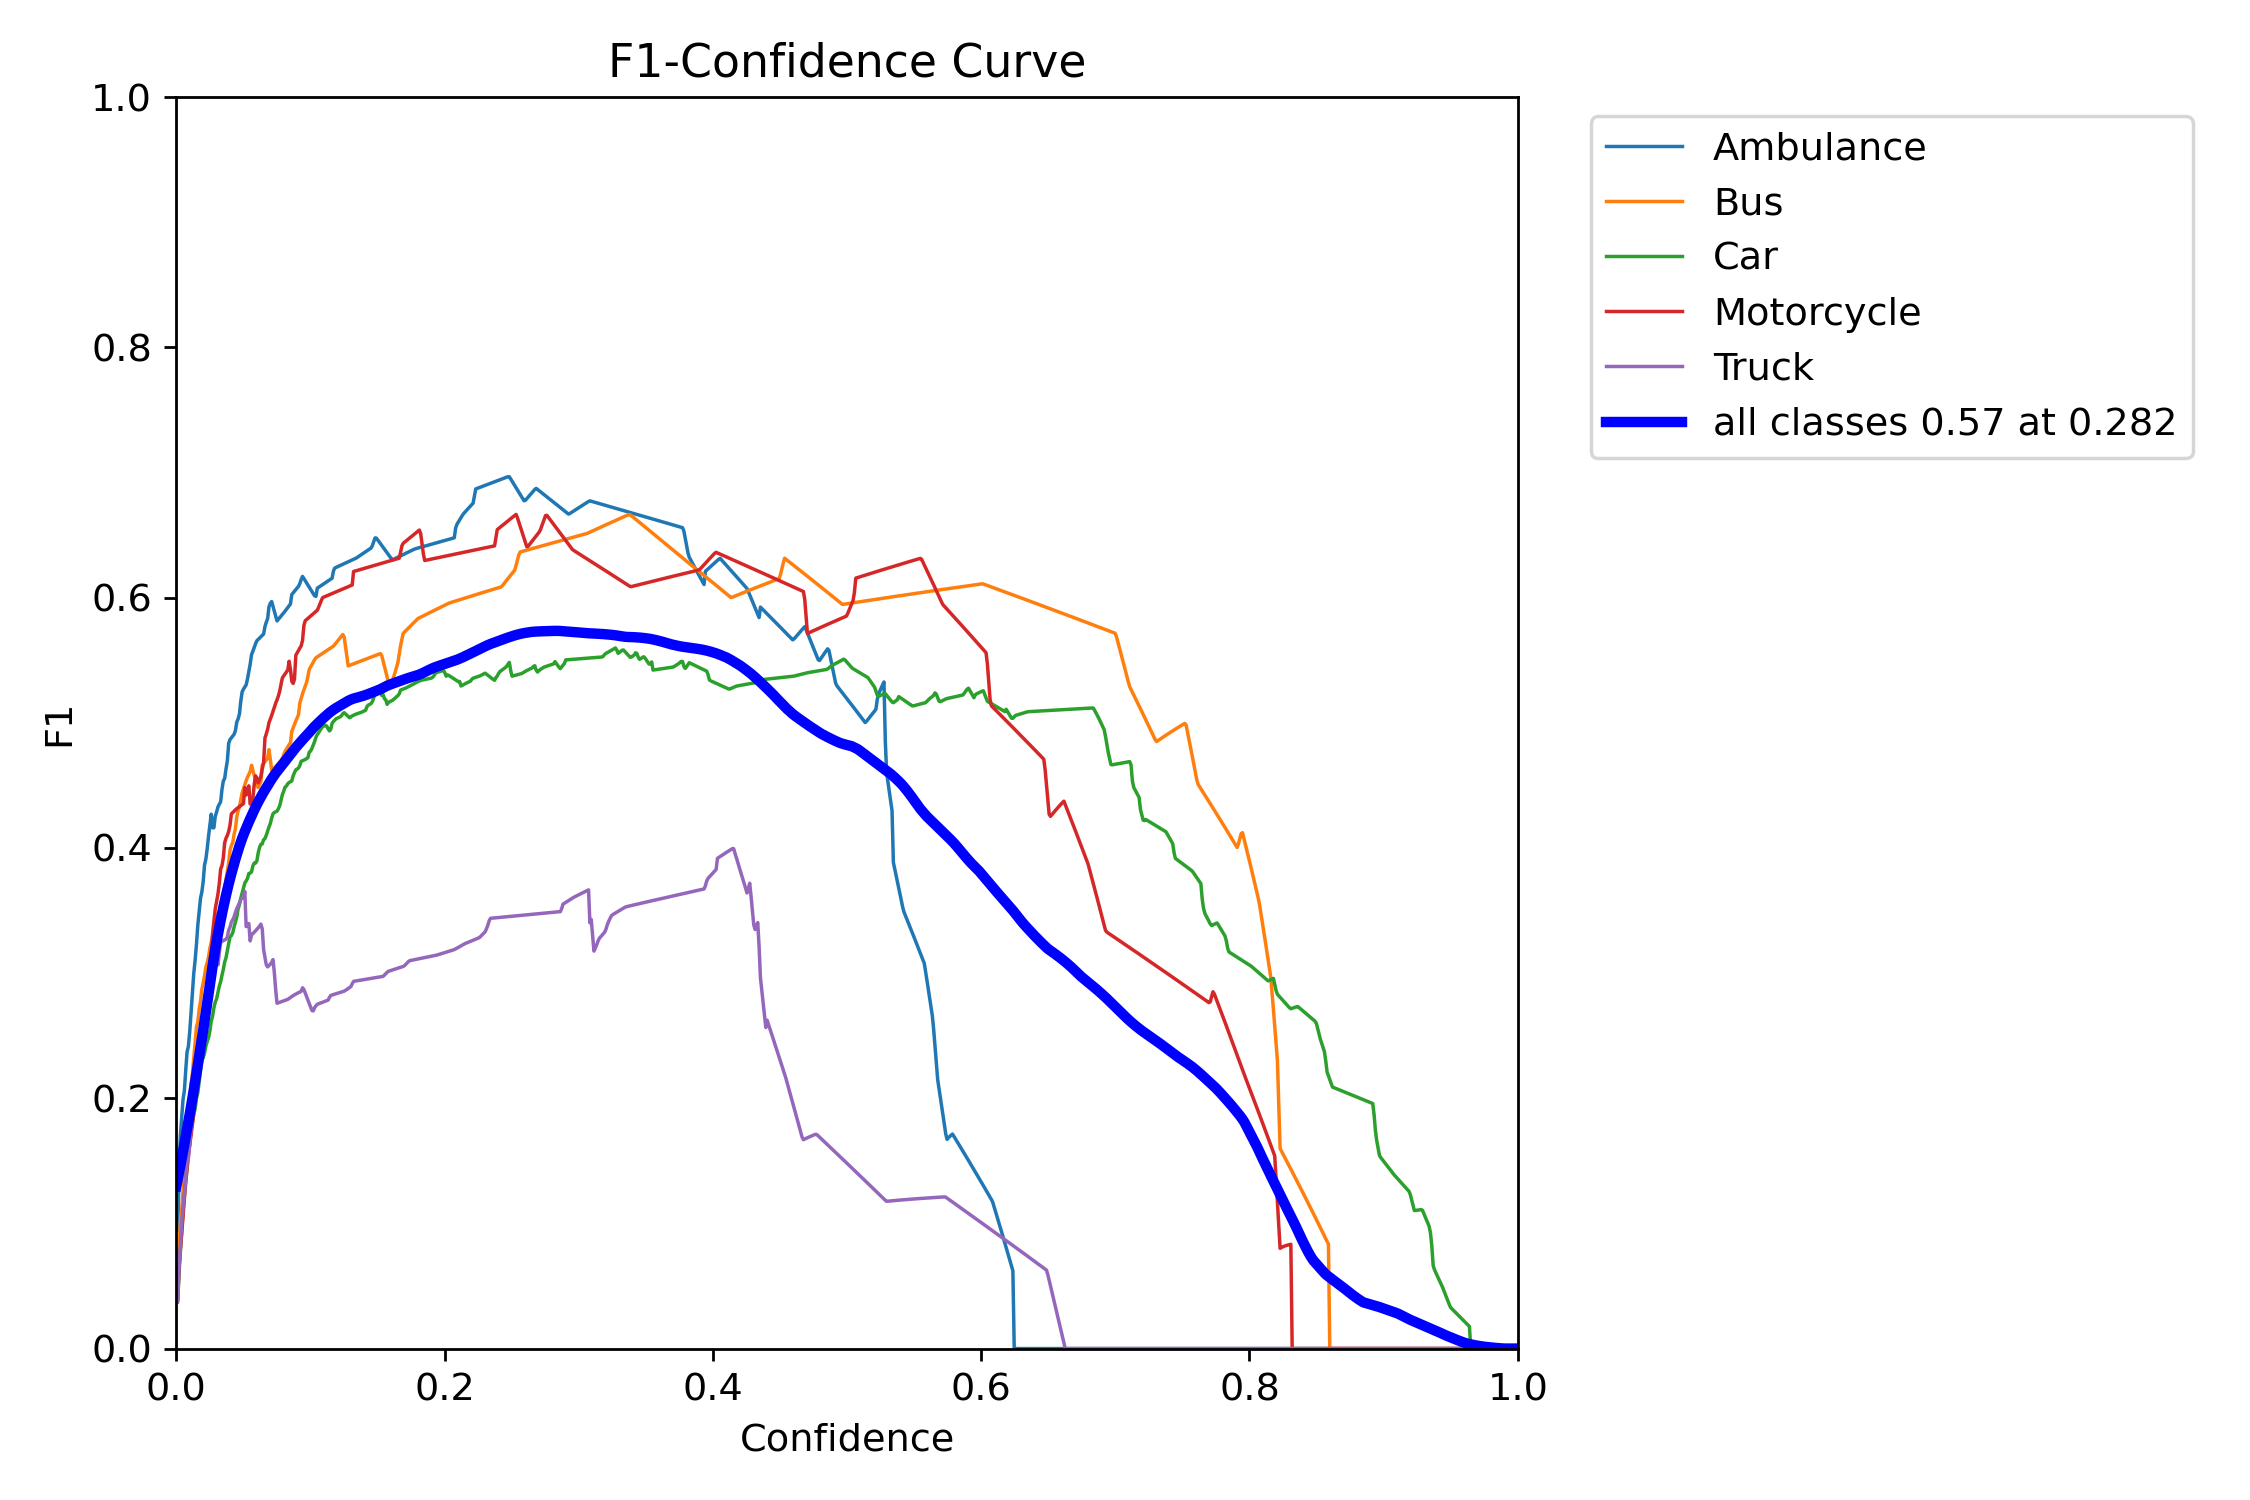 F1-Confidence Curve
1.0
0.8
0.6
0.4
0.2
0.0
F1
0.0 0.2 0.4 0.6 0.8 1.0
Confidence
Ambulance
Bus
Car
Motorcycle
Truck
all classes 0.57 at 0.282